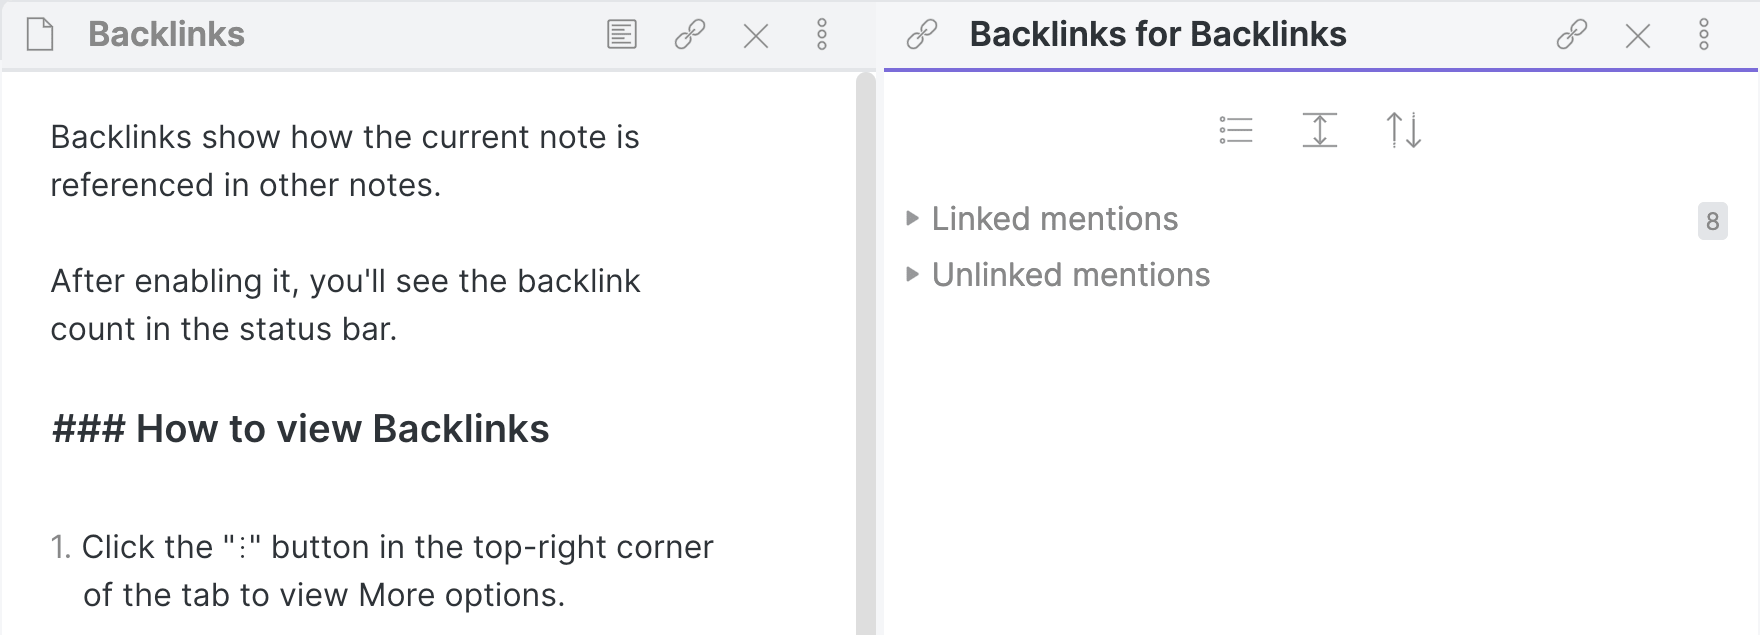 Backlinks
Backlinks show how the current note is
referenced in other notes.
After enabling it, you'll see the backlink
count in the status bar.
### How to view Backlinks
1. Click the "⋮" button in the top-right corner
of the tab to view More options.
Backlinks for Backlinks
Linked mentions 8
Unlinked mentions